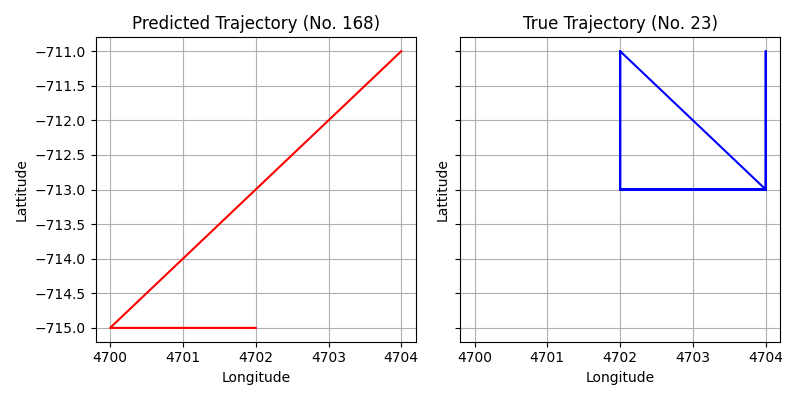 Predicted Trajectory (No. 168)
True Trajectory (No. 23)
−711.0
−711.5
−712.0
−712.5
−713.0
−713.5
−714.0
−714.5
−715.0
Lattitude
Lattitude
4700 4701 4702 4703 4704
4700 4701 4702 4703 4704
Longitude
Longitude